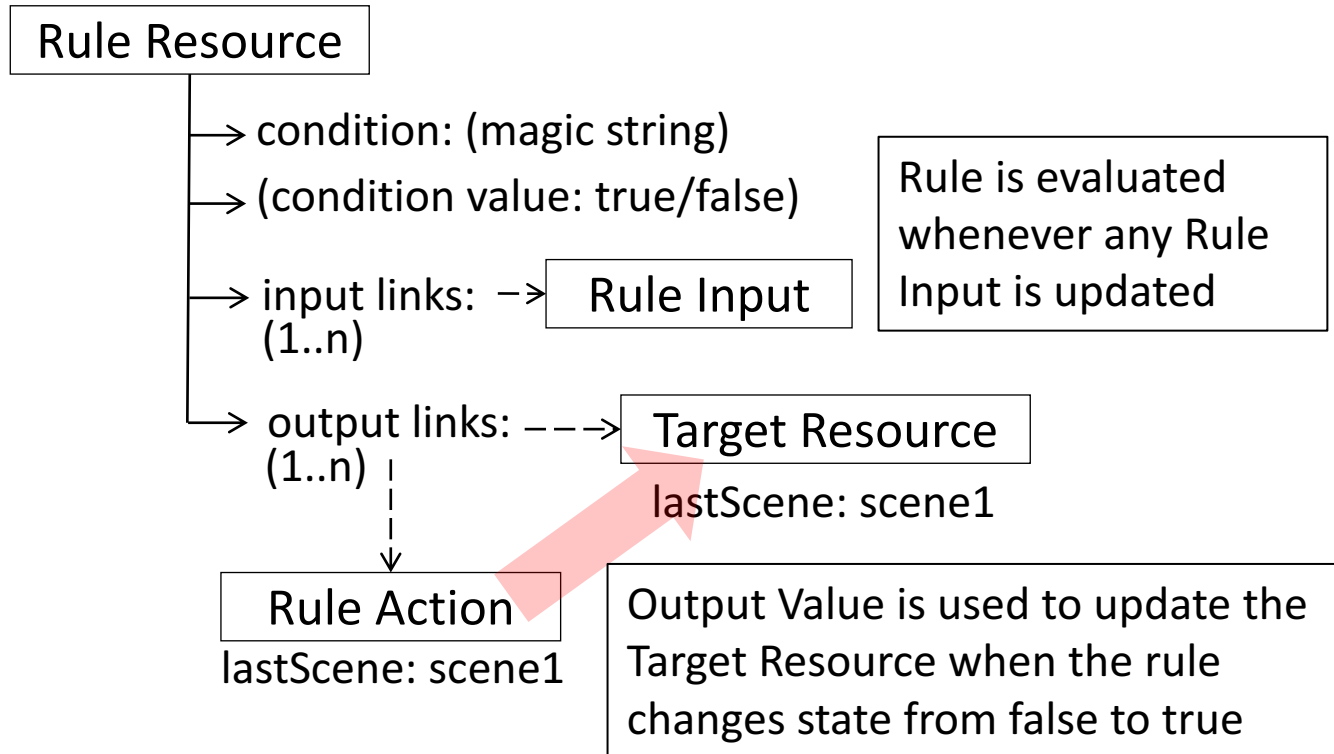 Rule Resource
condition: (magic string)
(condition value: true/false)
Rule is evaluated
whenever any Rule
Input is updated
input links:
(1..n)
Rule Input
output links:
(1..n)
Target Resource
lastScene: scene1
Rule Action
lastScene: scene1
Output Value is used to update the
Target Resource when the rule
changes state from false to true